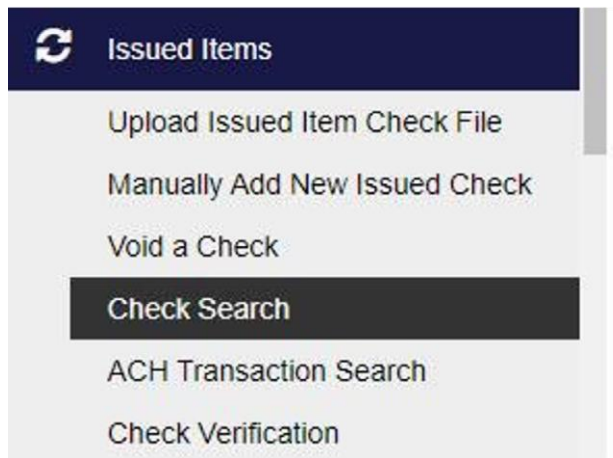 Issued Items
Upload Issued Item Check File
Manually Add New Issued Check
Void a Check
Check Search
ACH Transaction Search
Check Verification